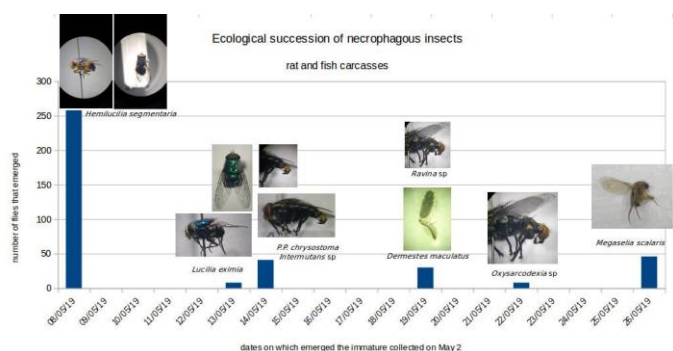 Ecological succession of necrophagous insects
rat and fish carcasses
number of flies that emerged
300
250
200
150
100
50
0
Hemilucilia segmentaria
Lucilia eximia
P.P. chrysostoma
Intermutans sp
Ravina sp
Dermestes maculatus
Oxysarcodexia sp
Megaselia scalaris
08/05/19
09/05/19
10/05/19
11/05/19
12/05/19
13/05/19
14/05/19
15/05/19
16/05/19
17/05/19
18/05/19
19/05/19
20/05/19
21/05/19
22/05/19
23/05/19
24/05/19
25/05/19
26/05/19
dates on which emerged the immature collected on May 2